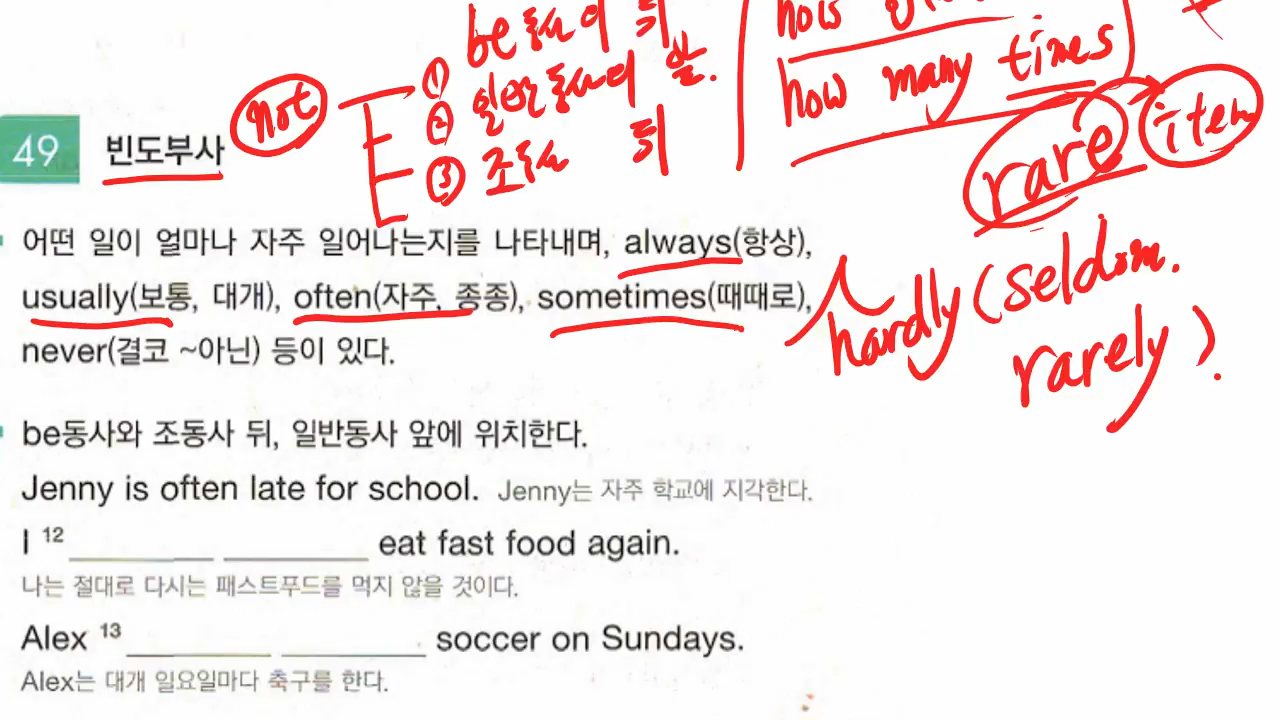 ① be동사의 뒤
how
② 일반동사의 앞.
how many times
not
③ 조동사 뒤
rare item
49 빈도부사
어떤 일이 얼마나 자주 일어나는지를 나타내며, always(항상),
usually(보통, 대개), often(자주, 종종), sometimes(때때로),
hardly (seldom.
rarely).
never(결코 ~아닌) 등이 있다.
be동사와 조동사 뒤, 일반동사 앞에 위치한다.
Jenny is often late for school. Jenny는 자주 학교에 지각한다.
I 12 ________ ________ eat fast food again.
나는 절대로 다시는 패스트푸드를 먹지 않을 것이다.
Alex 13 ________ ________ soccer on Sundays.
Alex는 대개 일요일마다 축구를 한다.